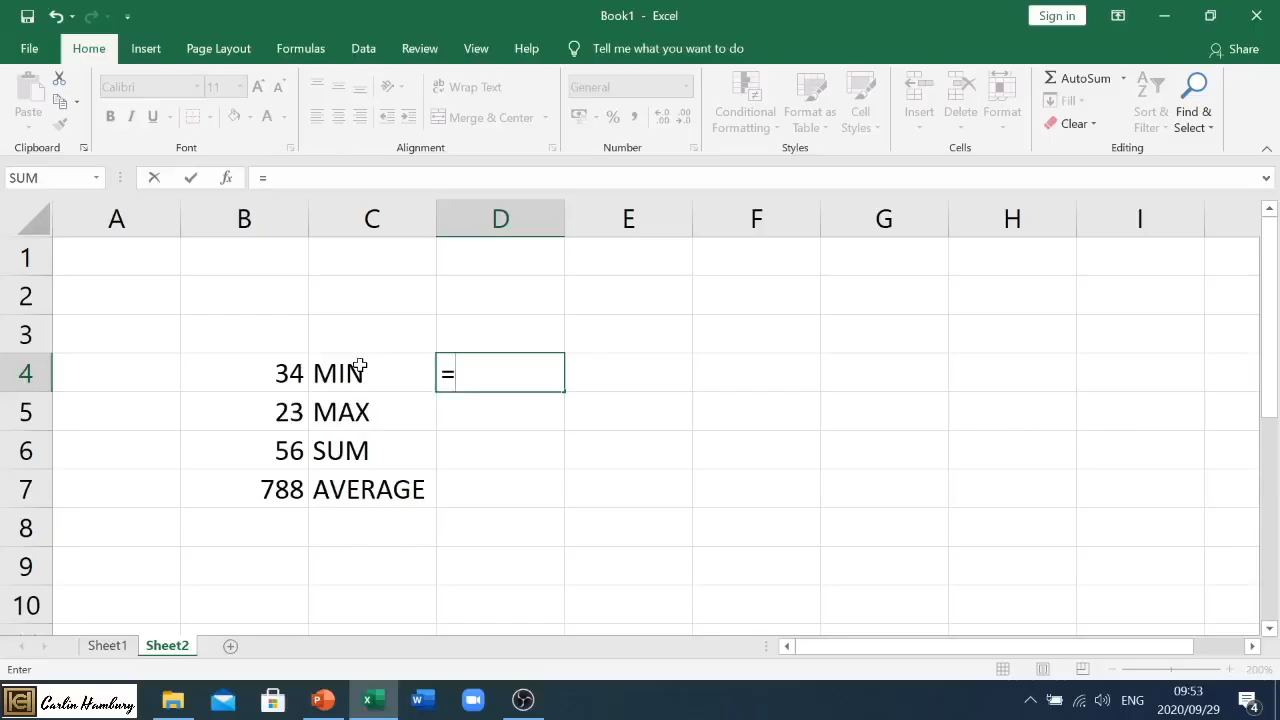 Book1 - Excel
Sign in
File Home Insert Page Layout Formulas Data Review View Help Tell me what you want to do Share
Paste
Clipboard
Calibri 11 A A
B I U A
Font
Wrap Text
Merge & Center
Alignment
General
% ,
Number
Conditional Formatting
Format as Table
Cell Styles
Styles
Insert Delete Format
Cells
AutoSum
Fill
Clear
Sort & Filter
Find & Select
Editing
SUM fx =
A B C D E F G H I
1
2
3
4 34 MIN =
5 23 MAX
6 56 SUM
7 788 AVERAGE
8
9
10
Sheet1 Sheet2
Enter 200%
Carlin Hambury ENG 09:53
2020/09/29 4